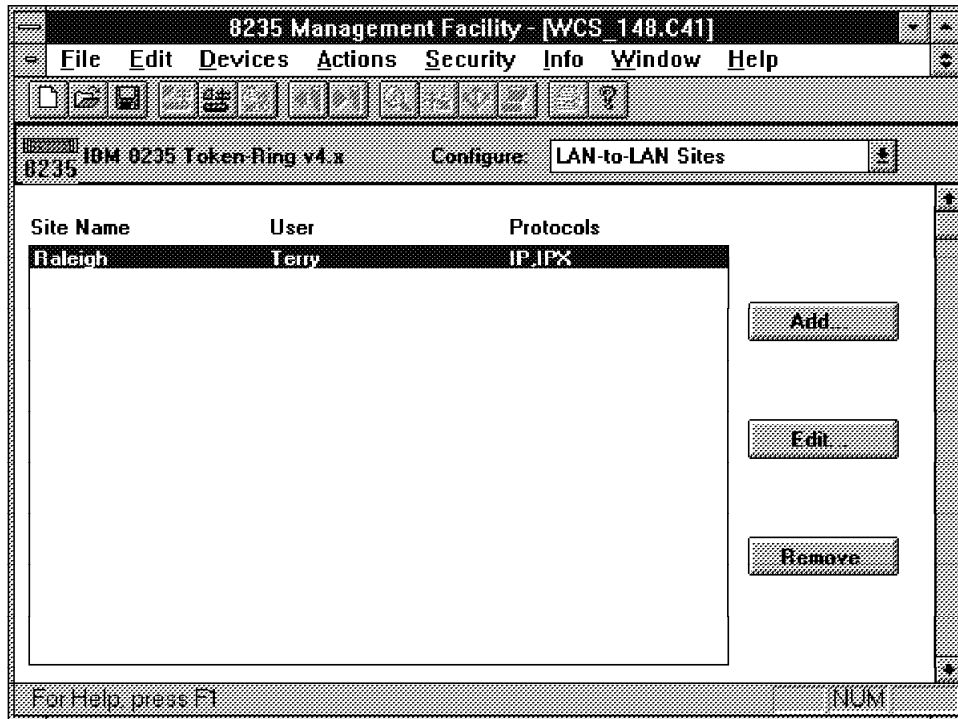 8235 Management Facility - [WCS_148.C41]
File Edit Devices Actions Security Info Window Help
8235 IBM 8235 Token-Ring v4.x Configure: LAN-to-LAN Sites
Site Name User Protocols
Raleigh Terry IP,IPX
Add...
Edit...
Remove
For Help, press F1 NUM